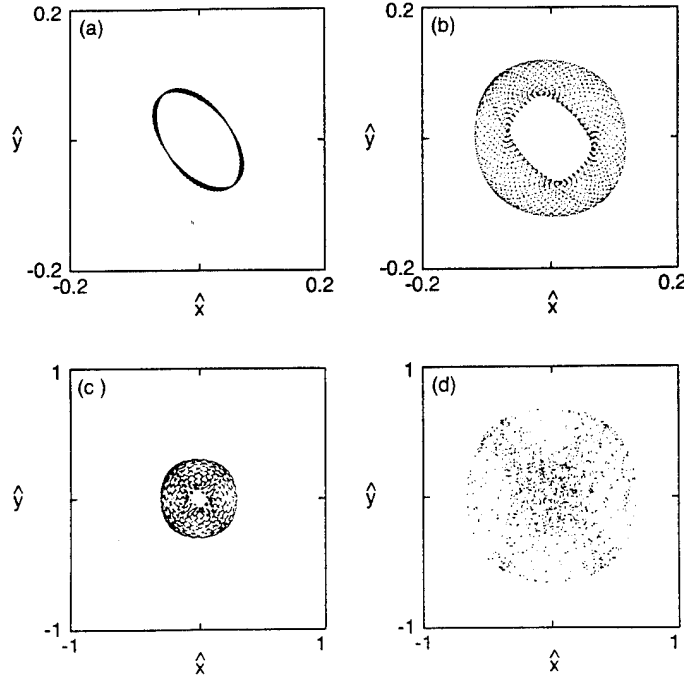 0.2 (a)
ŷ
-0.2
-0.2 x̂ 0.2
0.2 (b)
ŷ
-0.2
-0.2 x̂ 0.2
1 (c )
ŷ
-1
-1 x̂ 1
1 (d)
ŷ
-1
-1 x̂ 1